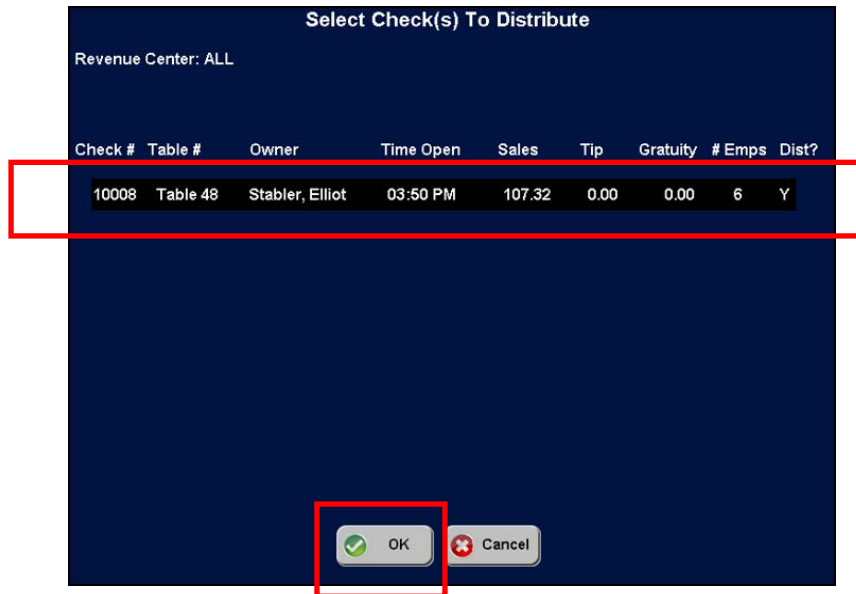 Select Check(s) To Distribute
Revenue Center: ALL
Check # Table # Owner Time Open Sales Tip Gratuity # Emps Dist?
10008 Table 48 Stabler, Elliot 03:50 PM 107.32 0.00 0.00 6 Y
OK Cancel